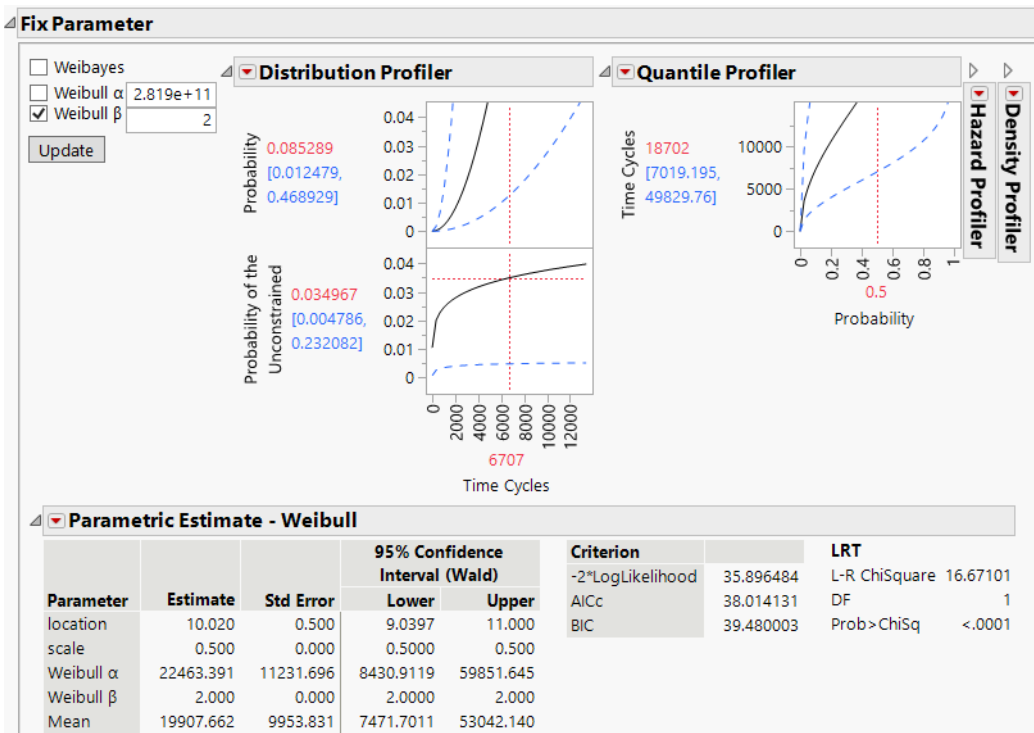 Fix Parameter
Weibayes
Weibull α 2.819e+11
Weibull β 2
Update
Distribution Profiler
Probability
0.085289
[0.012479,
0.468929]
0.04
0.03
0.02
0.01
0
Probability of the
Unconstrained
0.034967
[0.004786,
0.232082]
0.04
0.03
0.02
0.01
0
0 2000 4000 6000 8000 10000 12000
6707
Time Cycles
Quantile Profiler
Time Cycles
18702
[7019.195,
49829.76]
10000
5000
0
0 0.2 0.4 0.6 0.8 1
0.5
Probability
Hazard Profiler
Density Profiler
Parametric Estimate - Weibull
95% Confidence
Interval (Wald)
Parameter Estimate Std Error Lower Upper
location 10.020 0.500 9.0397 11.000
scale 0.500 0.000 0.5000 0.500
Weibull α 22463.391 11231.696 8430.9119 59851.645
Weibull β 2.000 0.000 2.0000 2.000
Mean 19907.662 9953.831 7471.7011 53042.140
Criterion
-2*LogLikelihood 35.896484
AICc 38.014131
BIC 39.480003
LRT
L-R ChiSquare 16.67101
DF 1
Prob>ChiSq <.0001